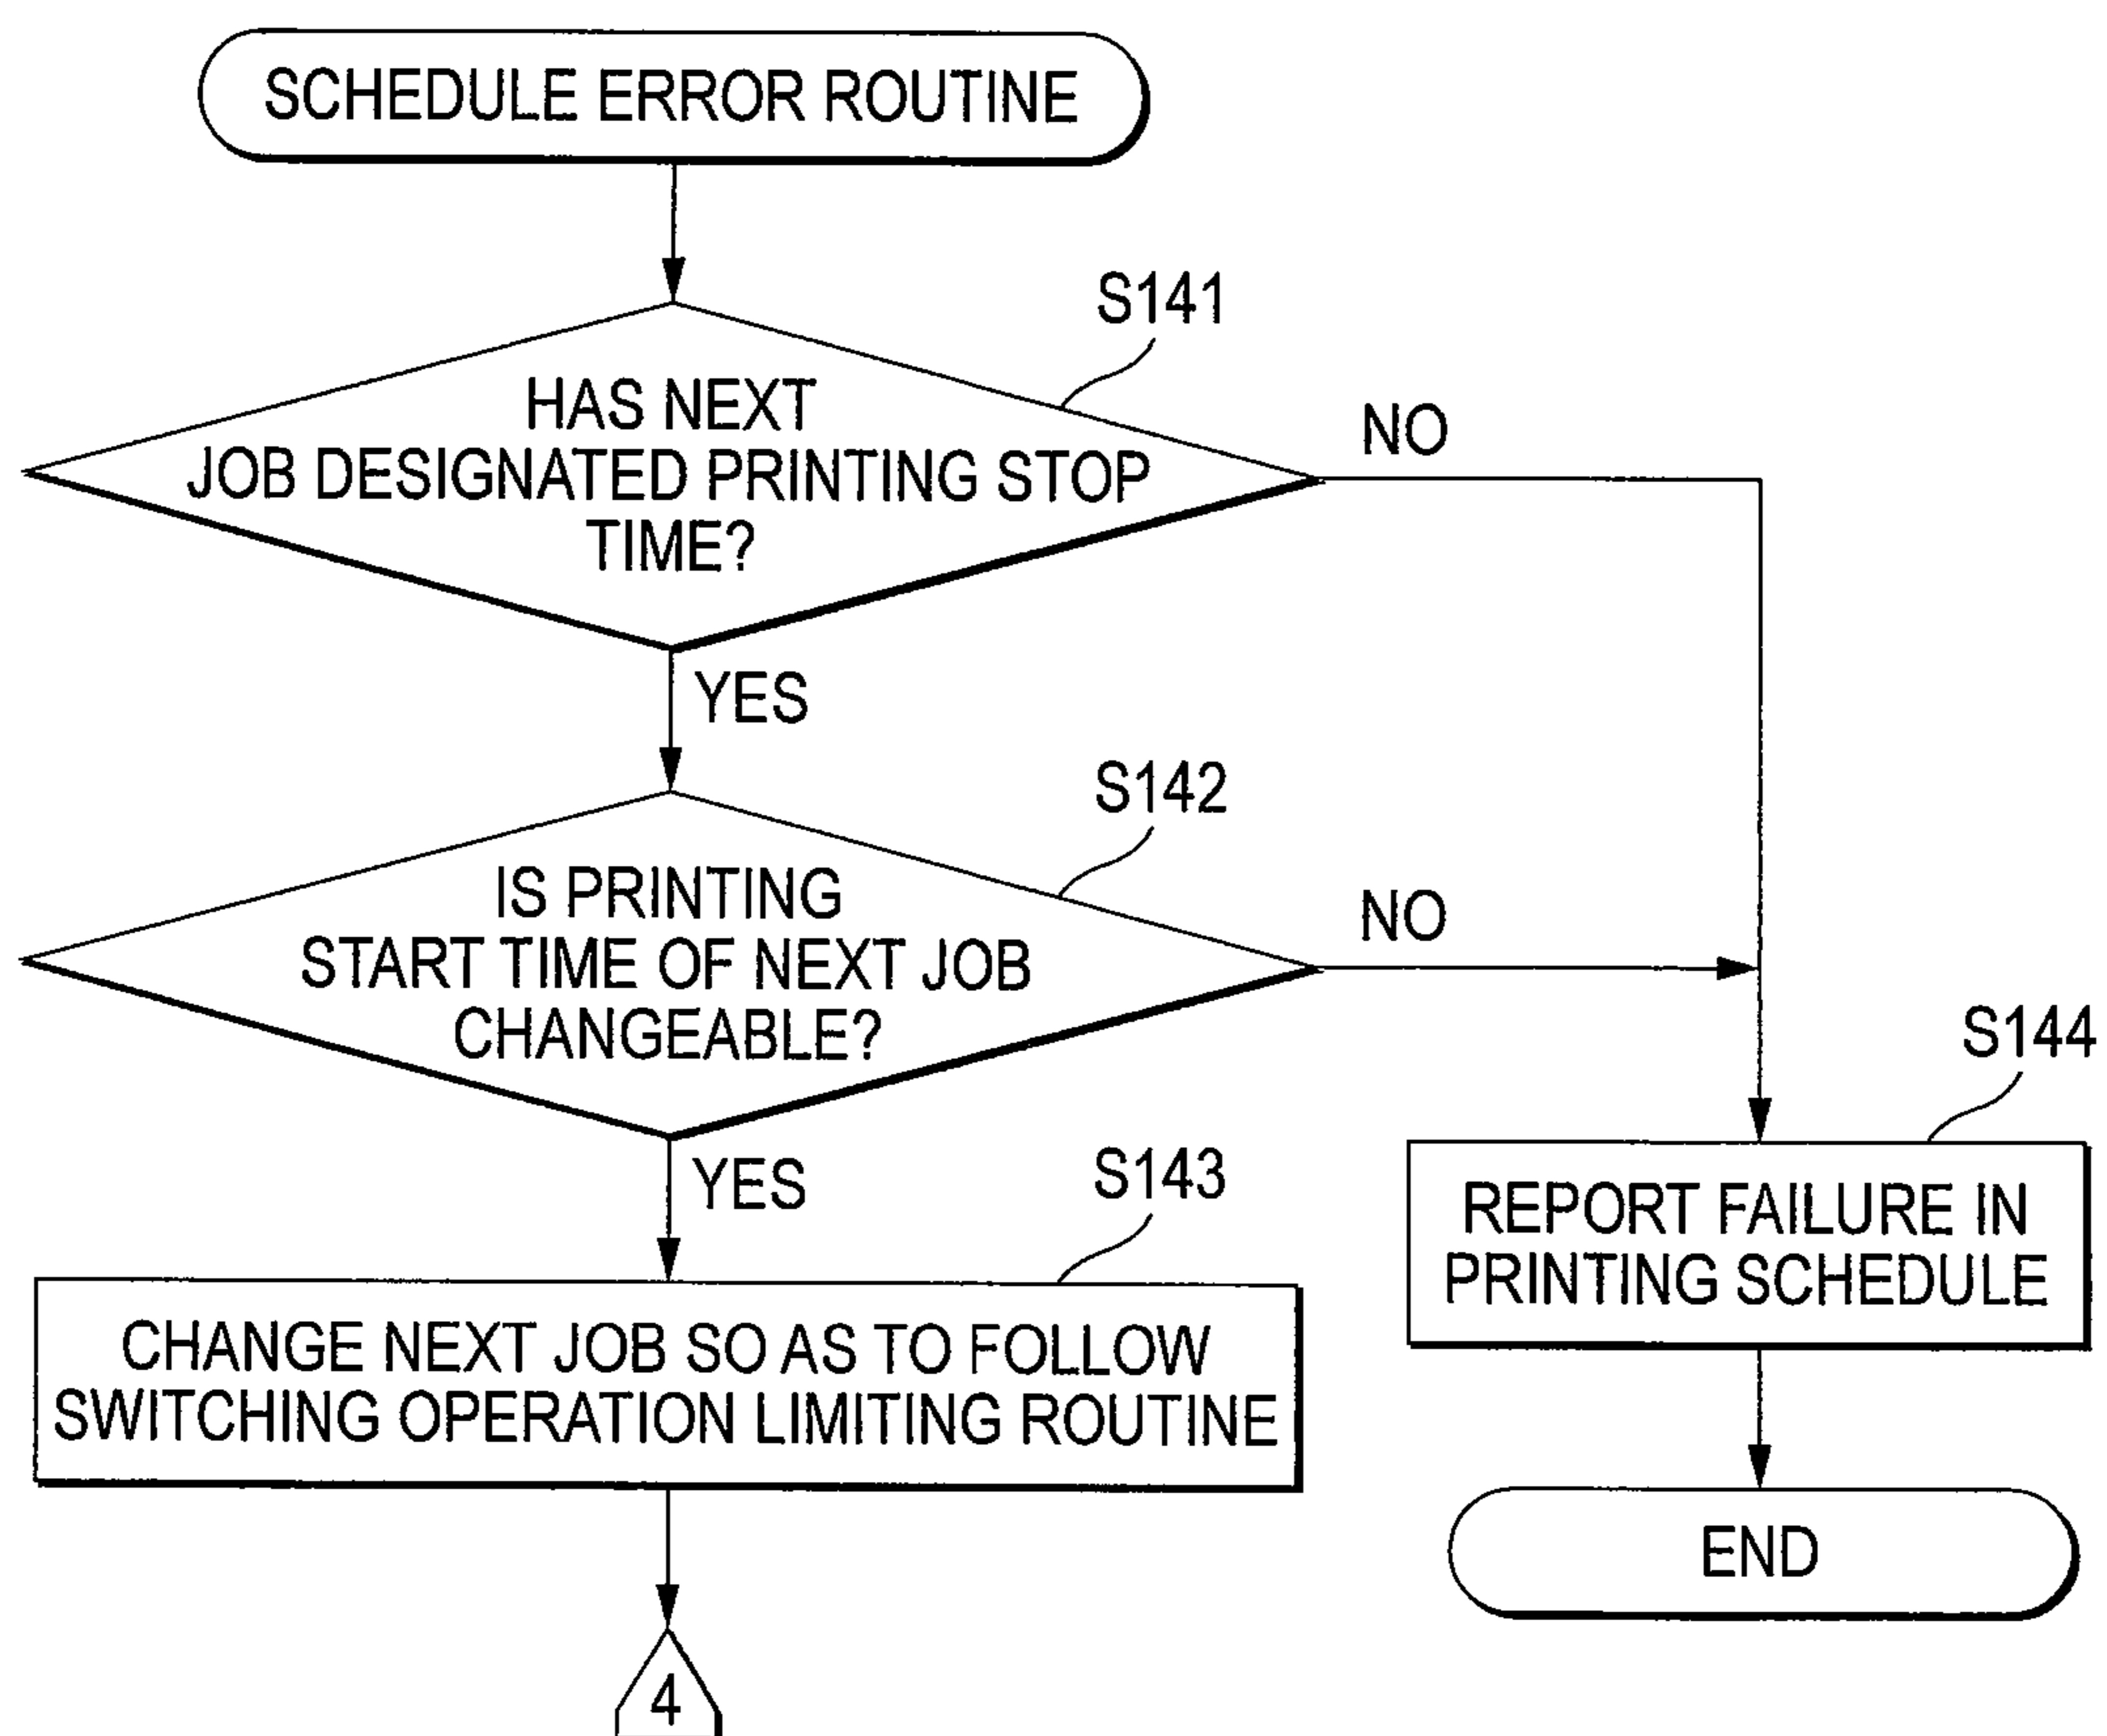 SCHEDULE ERROR ROUTINE
S141
HAS NEXT
JOB DESIGNATED PRINTING STOP
TIME?
NO
YES
S142
IS PRINTING
START TIME OF NEXT JOB
CHANGEABLE?
NO
YES
S143
CHANGE NEXT JOB SO AS TO FOLLOW
SWITCHING OPERATION LIMITING ROUTINE
4
S144
REPORT FAILURE IN
PRINTING SCHEDULE
END